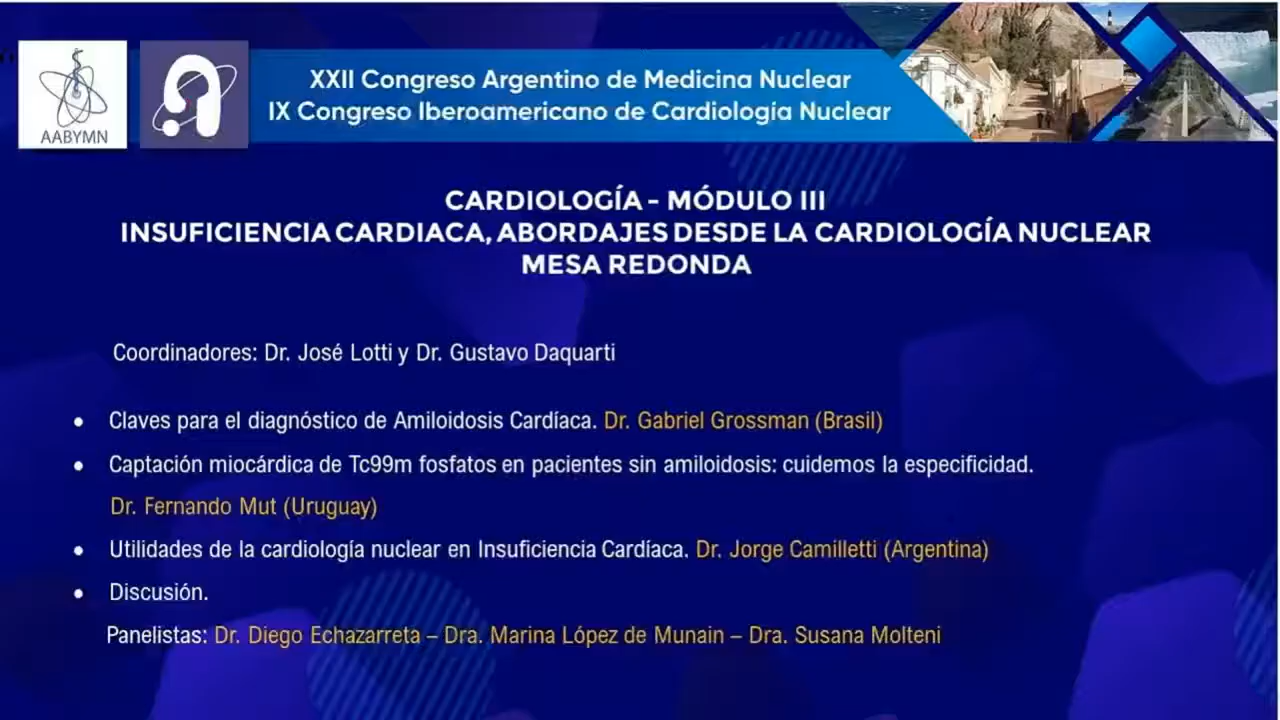 AABYMN
XXII Congreso Argentino de Medicina Nuclear
IX Congreso Iberoamericano de Cardiología Nuclear
CARDIOLOGÍA - MÓDULO III
INSUFICIENCIA CARDIACA, ABORDAJES DESDE LA CARDIOLOGÍA NUCLEAR
MESA REDONDA
Coordinadores: Dr. José Lotti y Dr. Gustavo Daquarti
• Claves para el diagnóstico de Amiloidosis Cardíaca. Dr. Gabriel Grossman (Brasil)
• Captación miocárdica de Tc99m fosfatos en pacientes sin amiloidosis: cuidemos la especificidad.
Dr. Fernando Mut (Uruguay)
• Utilidades de la cardiología nuclear en Insuficiencia Cardíaca. Dr. Jorge Camilletti (Argentina)
• Discusión.
Panelistas: Dr. Diego Echazarreta – Dra. Marina López de Munain – Dra. Susana Molteni